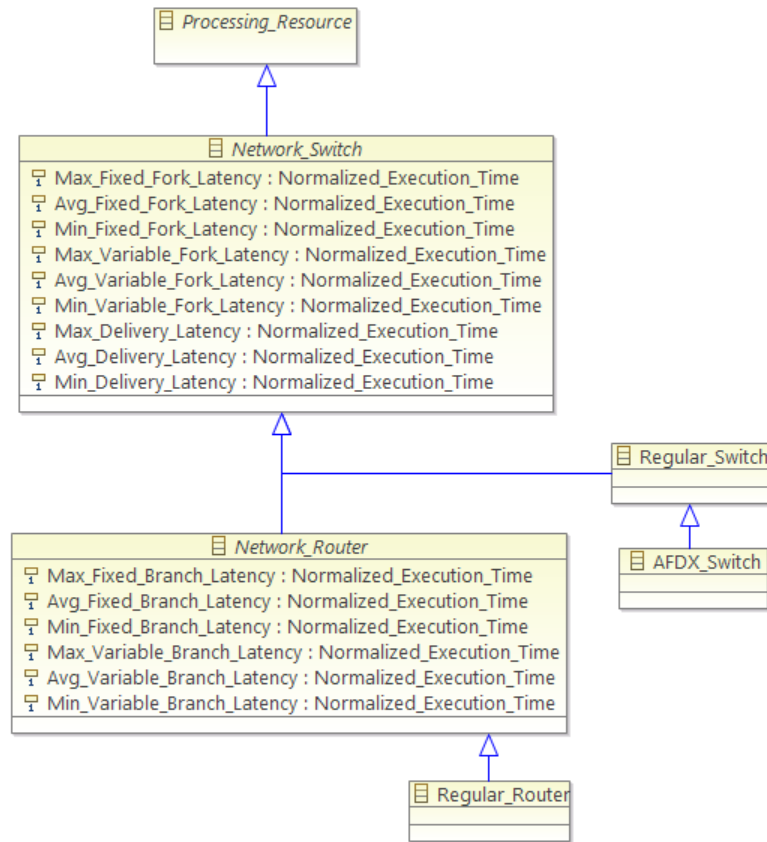 Processing_Resource
Network_Switch
Max_Fixed_Fork_Latency : Normalized_Execution_Time
Avg_Fixed_Fork_Latency : Normalized_Execution_Time
Min_Fixed_Fork_Latency : Normalized_Execution_Time
Max_Variable_Fork_Latency : Normalized_Execution_Time
Avg_Variable_Fork_Latency : Normalized_Execution_Time
Min_Variable_Fork_Latency : Normalized_Execution_Time
Max_Delivery_Latency : Normalized_Execution_Time
Avg_Delivery_Latency : Normalized_Execution_Time
Min_Delivery_Latency : Normalized_Execution_Time
Regular_Switch
Network_Router
AFDX_Switch
Max_Fixed_Branch_Latency : Normalized_Execution_Time
Avg_Fixed_Branch_Latency : Normalized_Execution_Time
Min_Fixed_Branch_Latency : Normalized_Execution_Time
Max_Variable_Branch_Latency : Normalized_Execution_Time
Avg_Variable_Branch_Latency : Normalized_Execution_Time
Min_Variable_Branch_Latency : Normalized_Execution_Time
Regular_Router